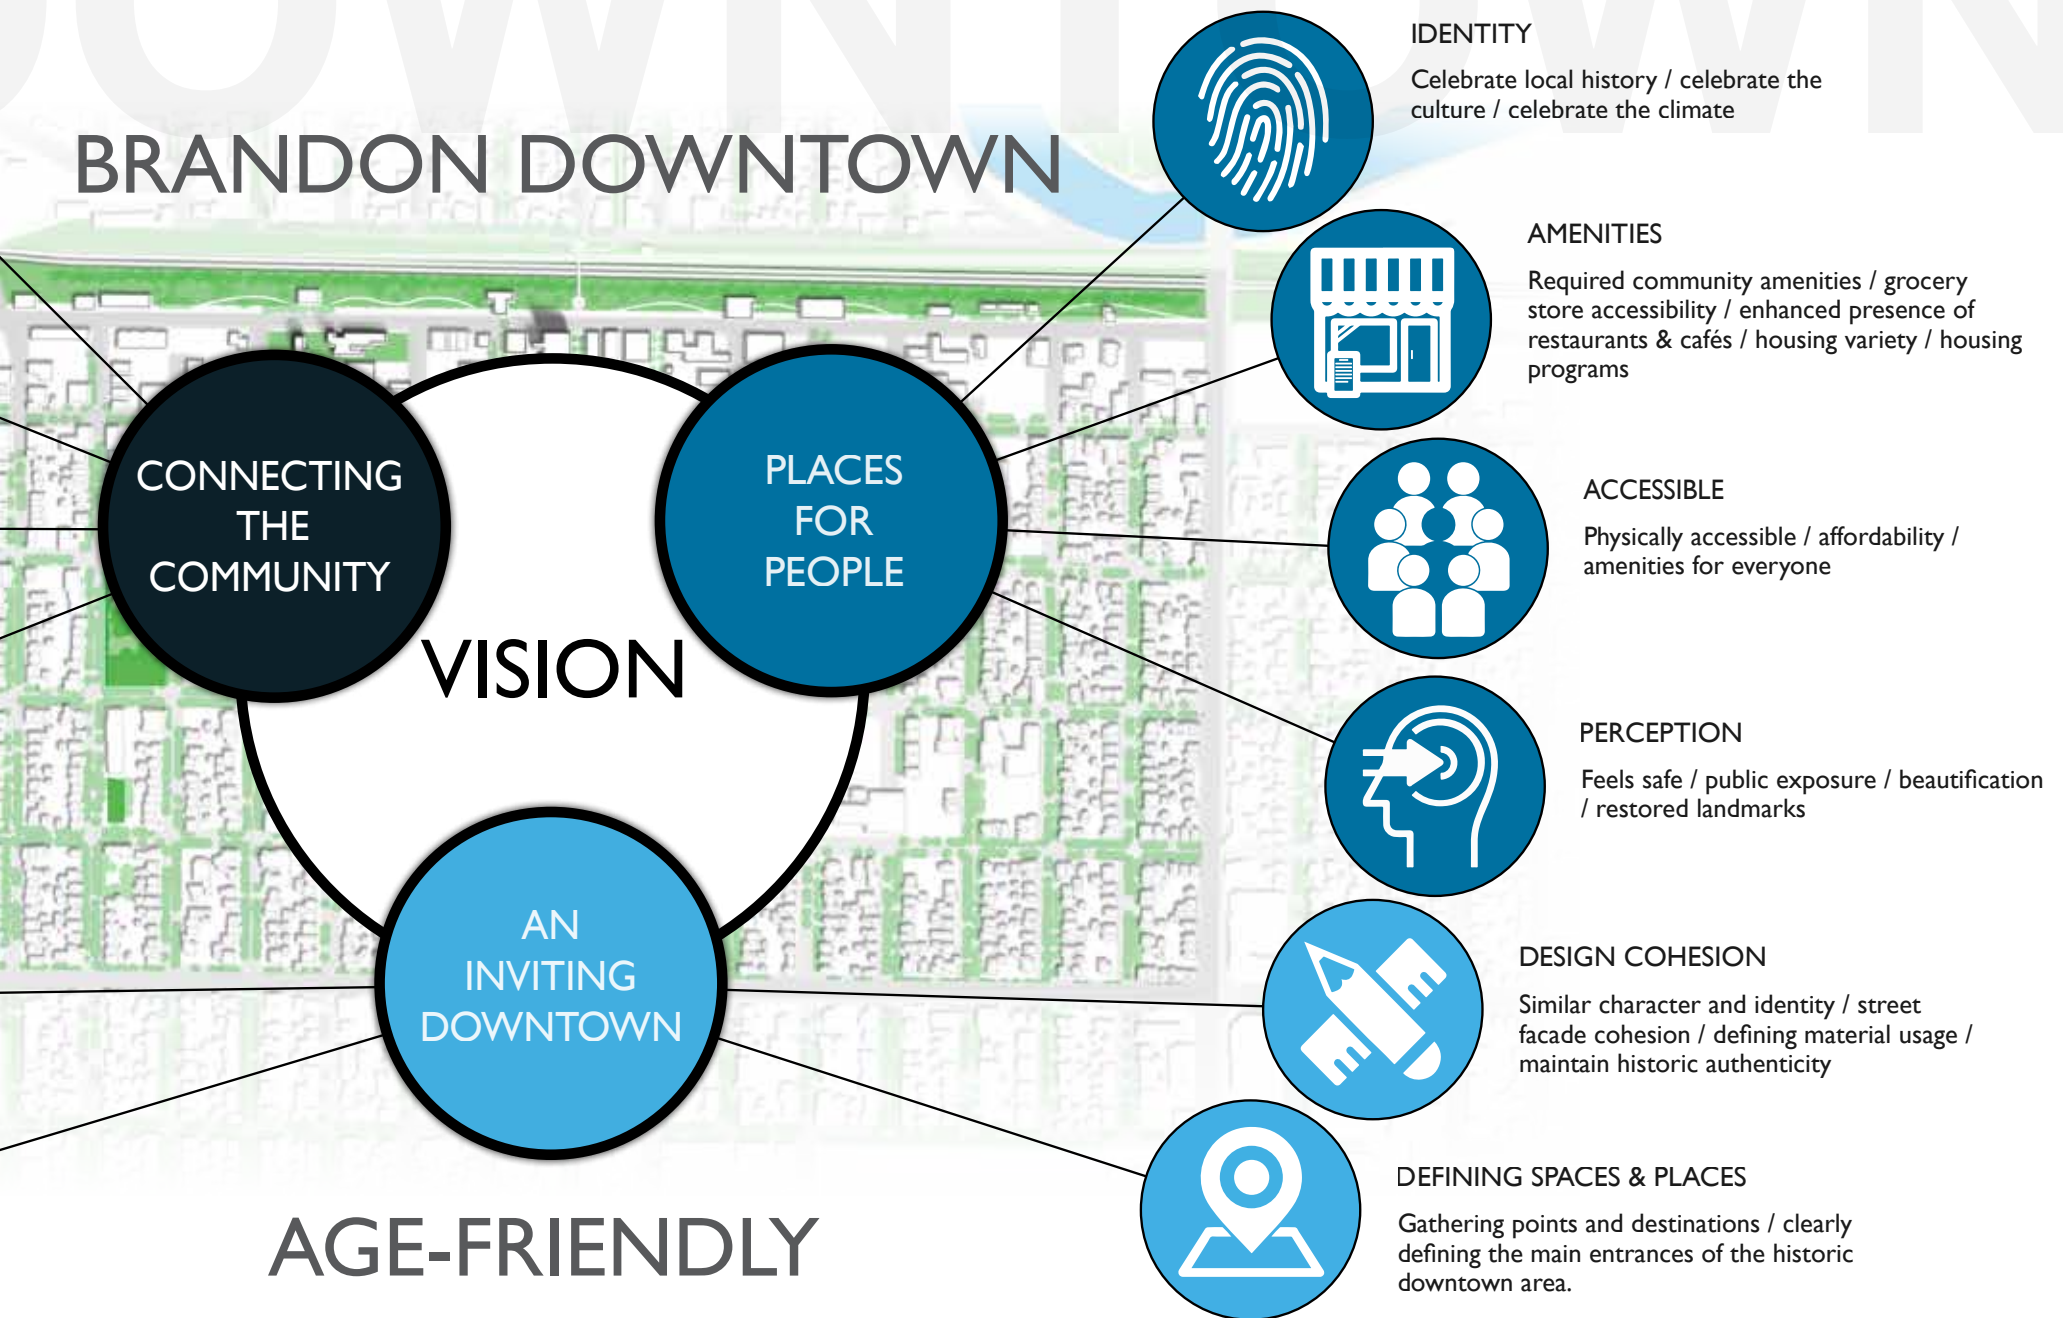 DOWNTOWN
BRANDON DOWNTOWN
CONNECTING
THE
COMMUNITY
PLACES
FOR
PEOPLE
VISION
AN
INVITING
DOWNTOWN
AGE-FRIENDLY
IDENTITY
Celebrate local history / celebrate the
culture / celebrate the climate
AMENITIES
Required community amenities / grocery
store accessibility / enhanced presence of
restaurants & cafés / housing variety / housing
programs
ACCESSIBLE
Physically accessible / affordability /
amenities for everyone
PERCEPTION
Feels safe / public exposure / beautification
/ restored landmarks
DESIGN COHESION
Similar character and identity / street
facade cohesion / defining material usage /
maintain historic authenticity
DEFINING SPACES & PLACES
Gathering points and destinations / clearly
defining the main entrances of the historic
downtown area.